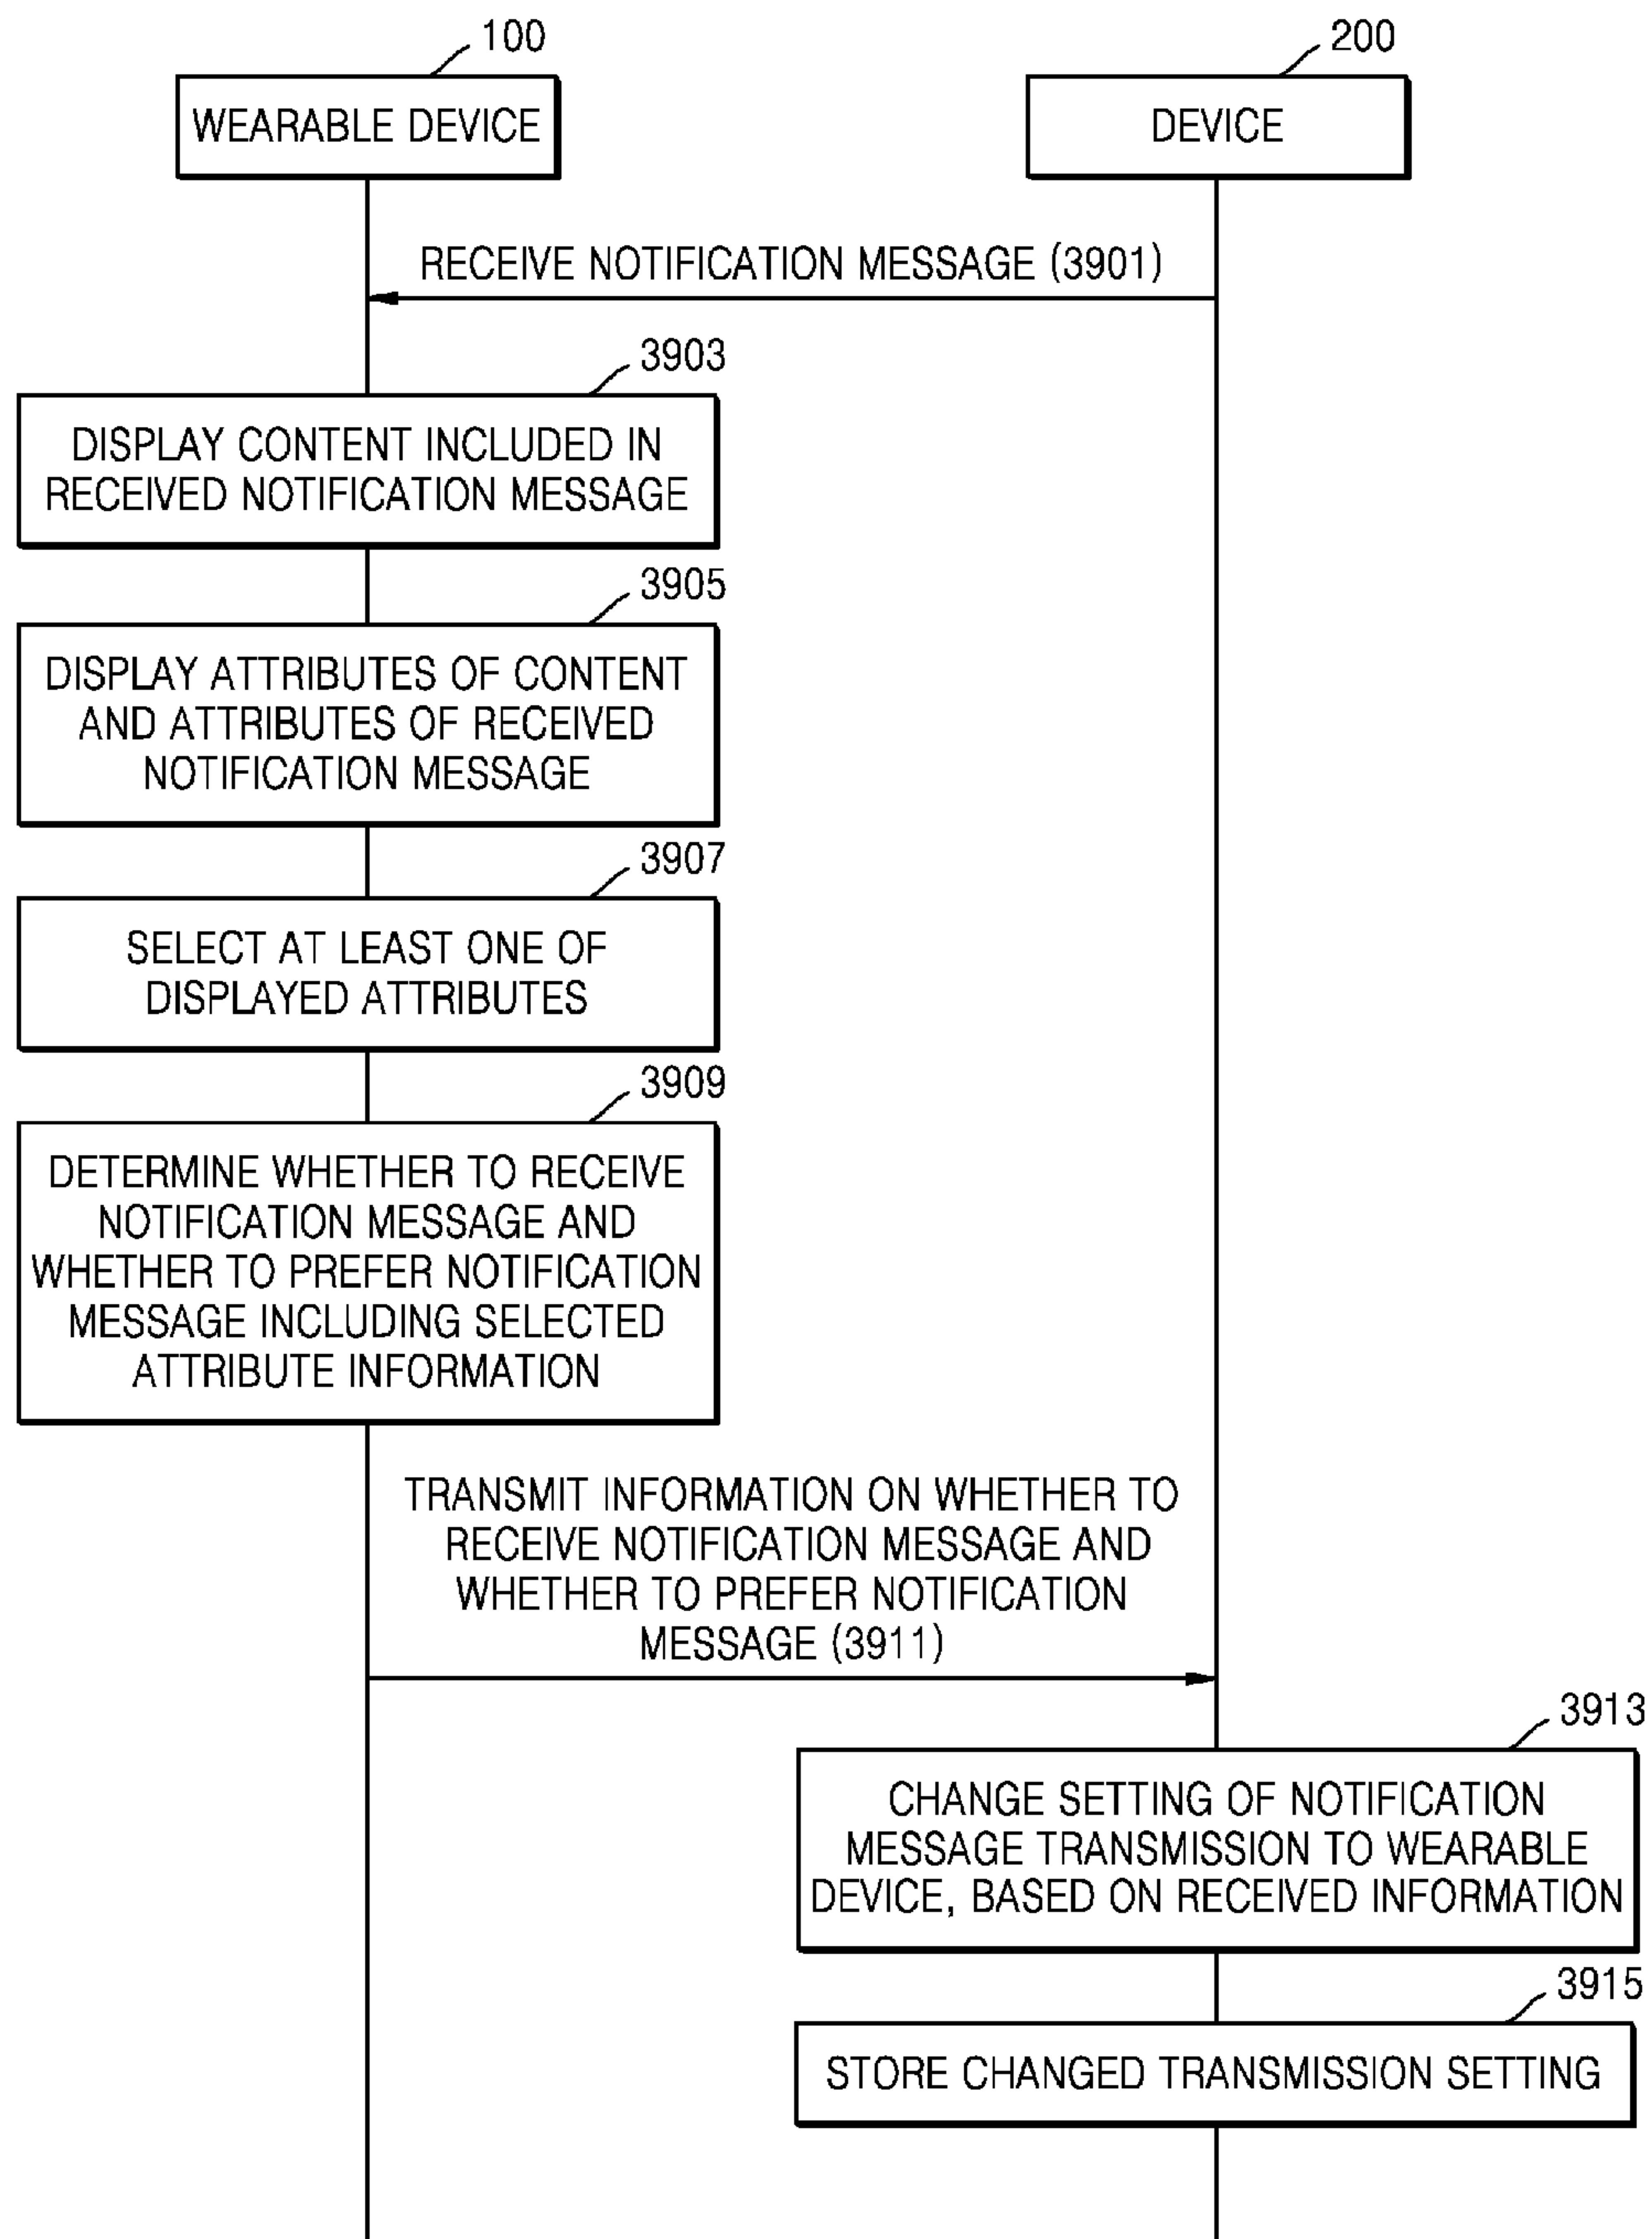 100
200
WEARABLE DEVICE
DEVICE
RECEIVE NOTIFICATION MESSAGE (3901)
3903
DISPLAY CONTENT INCLUDED IN
RECEIVED NOTIFICATION MESSAGE
3905
DISPLAY ATTRIBUTES OF CONTENT
AND ATTRIBUTES OF RECEIVED
NOTIFICATION MESSAGE
3907
SELECT AT LEAST ONE OF
DISPLAYED ATTRIBUTES
3909
DETERMINE WHETHER TO RECEIVE
NOTIFICATION MESSAGE AND
WHETHER TO PREFER NOTIFICATION
MESSAGE INCLUDING SELECTED
ATTRIBUTE INFORMATION
TRANSMIT INFORMATION ON WHETHER TO
RECEIVE NOTIFICATION MESSAGE AND
WHETHER TO PREFER NOTIFICATION
MESSAGE (3911)
3913
CHANGE SETTING OF NOTIFICATION
MESSAGE TRANSMISSION TO WEARABLE
DEVICE, BASED ON RECEIVED INFORMATION
3915
STORE CHANGED TRANSMISSION SETTING